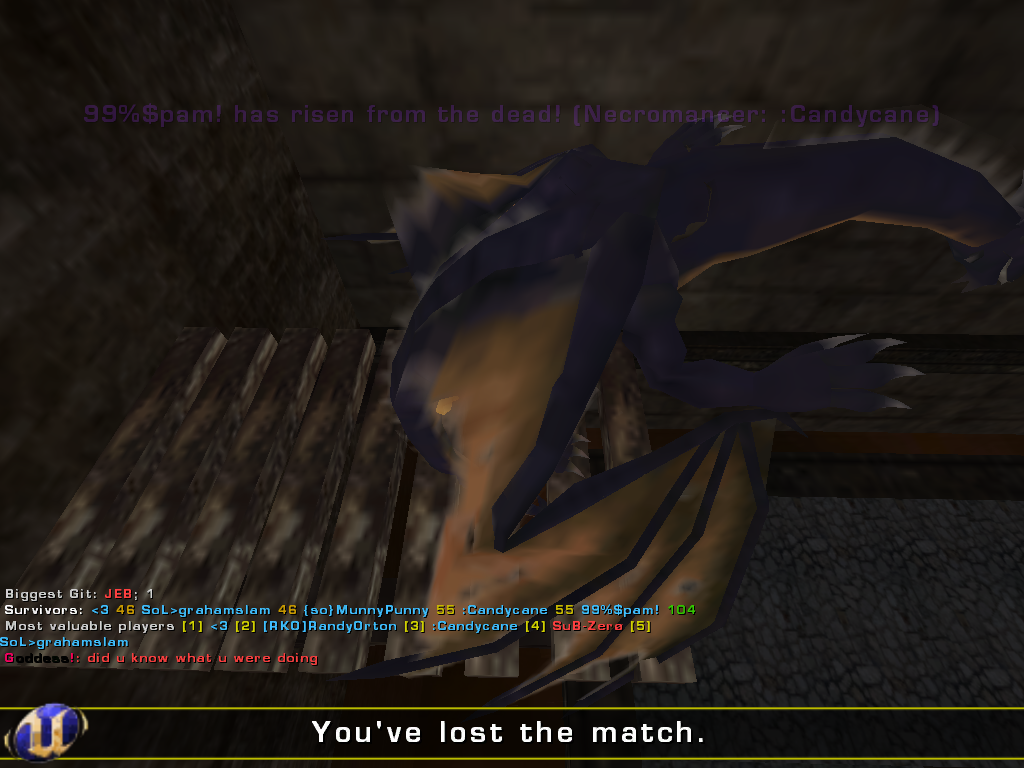 99%$pam! has risen from the dead! (Necromancer: :Candycane)
Biggest Git: JEB; 1
Survivors: <3 46 SoL>grahamslam 46 {so}MunnyPunny 55 :Candycane 55 99%$pam! 104
Most valuable players [1] <3 [2] [RKO]RandyOrton [3] :Candycane [4] SuB-Zero [5]
SoL>grahamslam
Goddess!: did u know what u were doing
U
You've lost the match.